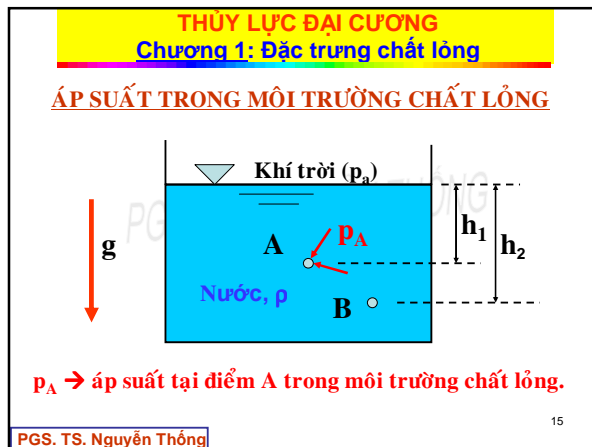 THỦY LỰC ĐẠI CƯƠNG
Chương 1: Đặc trưng chất lỏng
ÁP SUẤT TRONG MÔI TRƯỜNG CHẤT LỎNG
Khí trời (pa)
g
A
pA
h1
h2
Nước, ρ
B
pA → áp suất tại điểm A trong môi trường chất lỏng.
15
PGS. TS. Nguyễn Thống